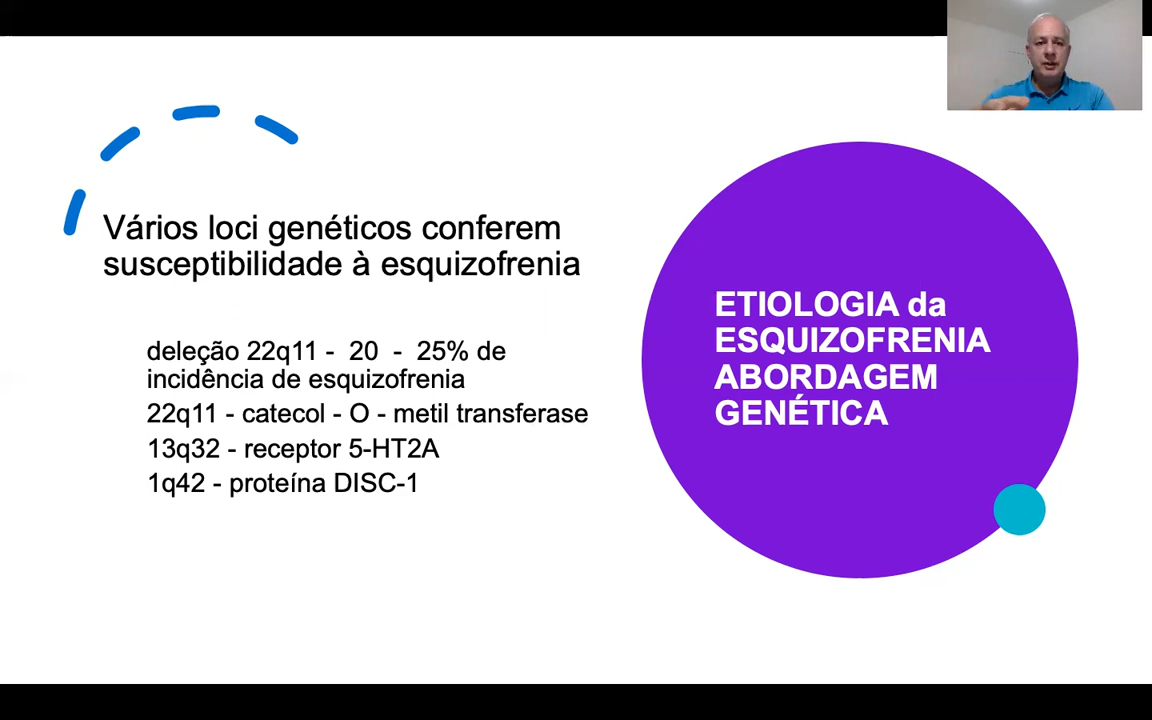 Vários loci genéticos conferem
susceptibilidade à esquizofrenia
deleção 22q11 -  20  -  25% de
incidência de esquizofrenia
22q11 - catecol - O - metil transferase
13q32 - receptor 5-HT2A
1q42 - proteína DISC-1
ETIOLOGIA da
ESQUIZOFRENIA
ABORDAGEM
GENÉTICA